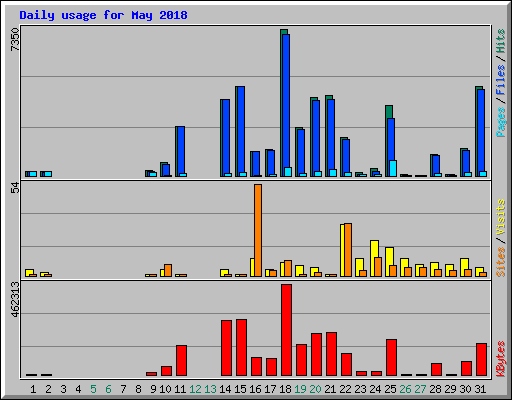 Daily usage for May 2018
7350
Pages / Files / Hits
54
Sites / Visits
462313
KBytes
1 2 3 4 5 6 7 8 9 10 11 12 13 14 15 16 17 18 19 20 21 22 23 24 25 26 27 28 29 30 31